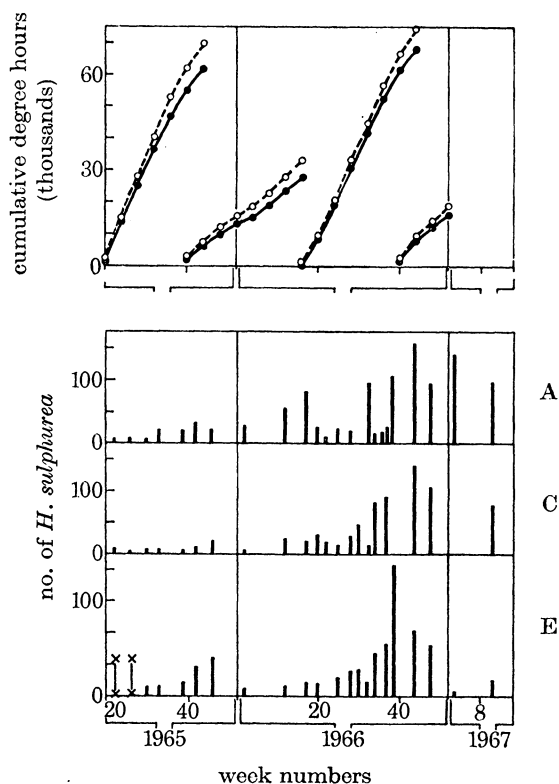 cumulative degree hours
(thousands)
60
30
0
no. of H. sulphurea
100
0
A
100
0
C
100
0
E
20 40 20 40 8
1965 1966 1967
week numbers